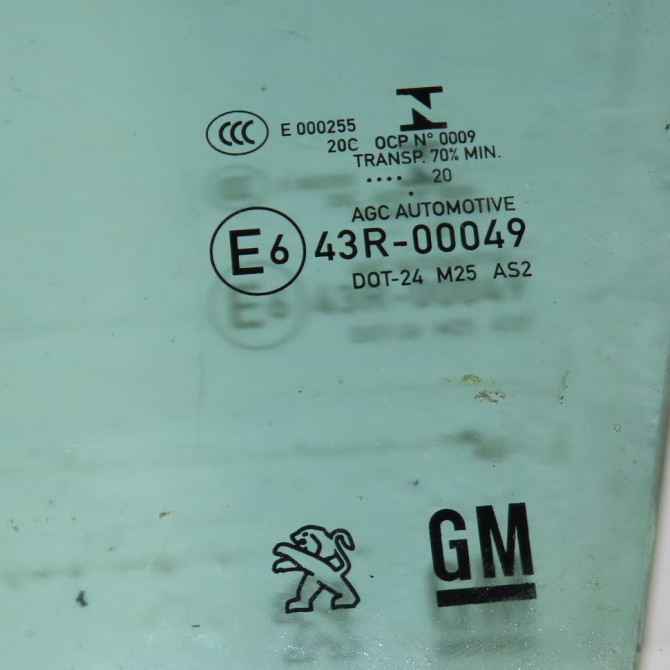 CCC E 000255
20C OCP N° 0009
TRANSP. 70% MIN.
.... 20
.
AGC AUTOMOTIVE
E6 43R-00049
DOT-24 M25 AS2
GM